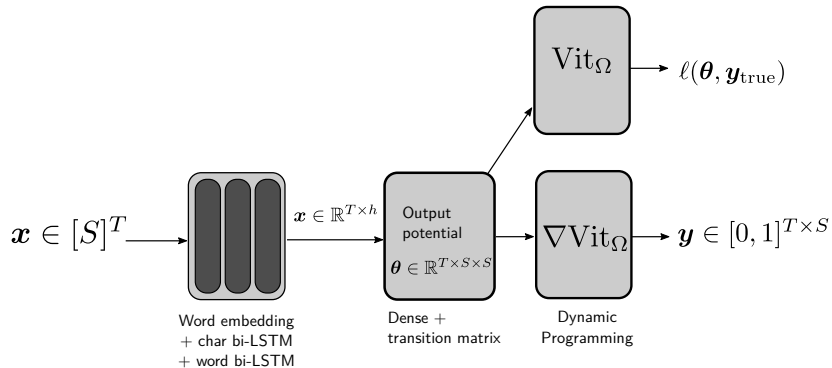 Vit_Ω
ℓ(θ, y_true)
x ∈ [S]^T
x ∈ ℝ^{T×h}
Output
potential
θ ∈ ℝ^{T×S×S}
∇Vit_Ω
y ∈ [0, 1]^{T×S}
Word embedding
+ char bi-LSTM
+ word bi-LSTM
Dense +
transition matrix
Dynamic
Programming